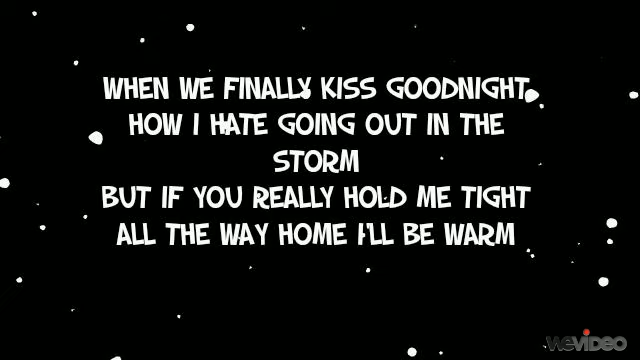 WHEN WE FINALLY KISS GOODNIGHT
HOW I HATE GOING OUT IN THE
STORM
BUT IF YOU REALLY HOLD ME TIGHT
ALL THE WAY HOME I'LL BE WARM
WEVIDEO